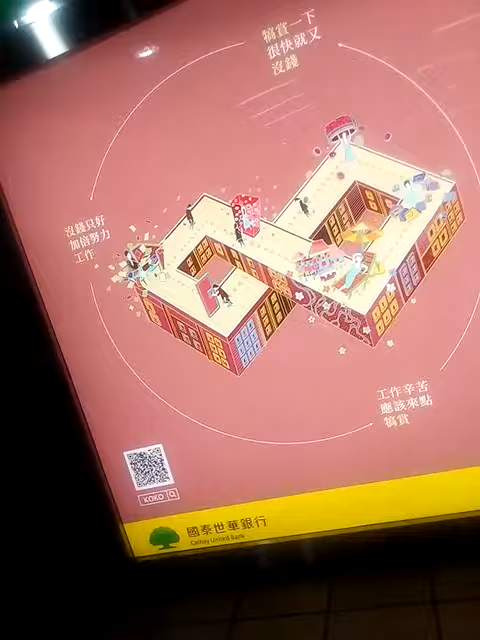 犒賞一下
很快就又
沒錢
沒錢只好
加倍努力
工作
工作辛苦
應該來點
犒賞
KOKO
國泰世華銀行
Cathay United Bank